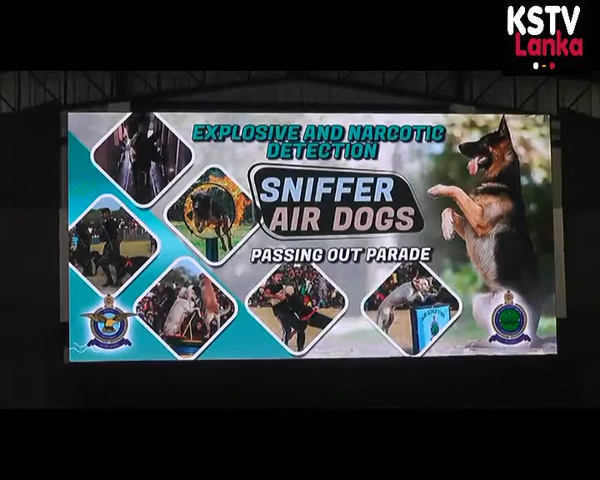 KSTV
Lanka
EXPLOSIVE AND NARCOTIC
DETECTION
SNIFFER
AIR DOGS
PASSING OUT PARADE